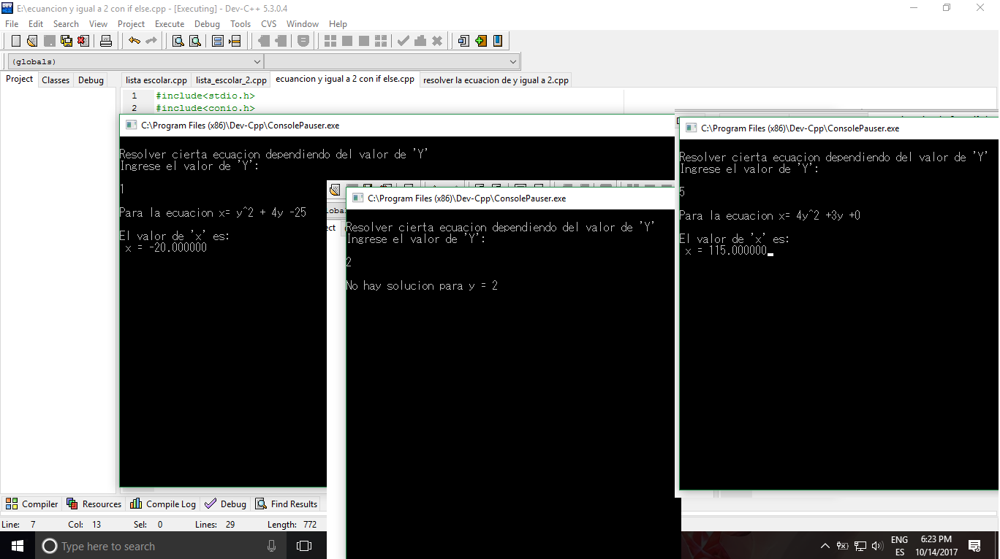 E:\ecuancion y igual a 2 con if else.cpp - [Executing] - Dev-C++ 5.3.0.4
File Edit Search View Project Execute Debug Tools CVS Window Help
(globals)
Project Classes Debug
lista escolar.cpp lista_escolar_2.cpp ecuancion y igual a 2 con if else.cpp resolver la ecuacion de y igual a 2.cpp
1 #include<stdio.h>
2 #include<conio.h>
C:\Program Files (x86)\Dev-Cpp\ConsolePauser.exe
Resolver cierta ecuacion dependiendo del valor de 'Y'
Ingrese el valor de 'Y':
1
Para la ecuacion x= y^2 + 4y -25
El valor de 'x' es:
x = -20.000000
C:\Program Files (x86)\Dev-Cpp\ConsolePauser.exe
Resolver cierta ecuacion dependiendo del valor de 'Y'
Ingrese el valor de 'Y':
2
No hay solucion para y = 2
C:\Program Files (x86)\Dev-Cpp\ConsolePauser.exe
Resolver cierta ecuacion dependiendo del valor de 'Y'
Ingrese el valor de 'Y':
5
Para la ecuacion x= 4y^2 +3y +0
El valor de 'x' es:
x = 115.000000
Compiler Resources Compile Log Debug Find Results
Line: 7 Col: 13 Sel: 0 Lines: 29 Length: 772
Type here to search
ENG
ES
6:23 PM
10/14/2017